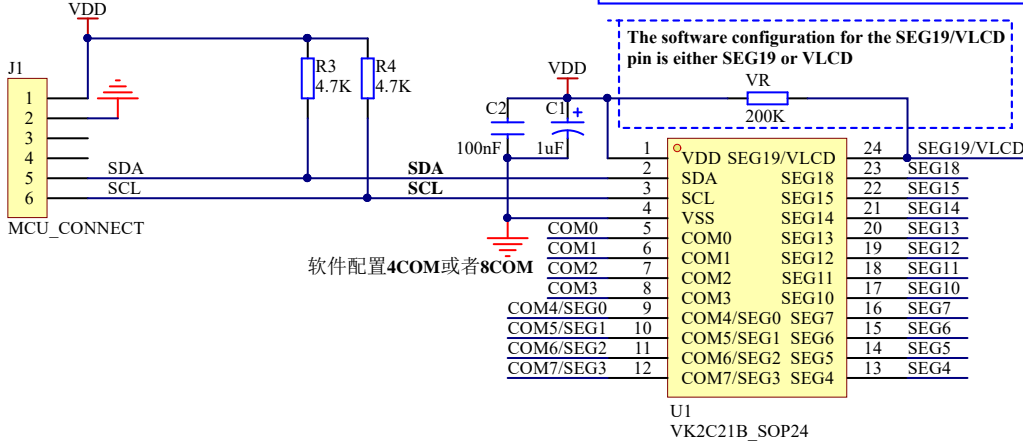 VDD
The software configuration for the SEG19/VLCD
pin is either SEG19 or VLCD
J1
R3
4.7K
R4
4.7K
VDD
VR
200K
1
2
3
4
5
6
SDA
SCL
SDA
SCL
MCU_CONNECT
C2
100nF
C1
+
1uF
软件配置4COM或者8COM
1 VDD SEG19/VLCD 24 SEG19/VLCD
2 SDA SEG18 23 SEG18
3 SCL SEG15 22 SEG15
4 VSS SEG14 21 SEG14
COM0 5 COM0 SEG13 20 SEG13
COM1 6 COM1 SEG12 19 SEG12
COM2 7 COM2 SEG11 18 SEG11
COM3 8 COM3 SEG10 17 SEG10
COM4/SEG0 9 COM4/SEG0 SEG7 16 SEG7
COM5/SEG1 10 COM5/SEG1 SEG6 15 SEG6
COM6/SEG2 11 COM6/SEG2 SEG5 14 SEG5
COM7/SEG3 12 COM7/SEG3 SEG4 13 SEG4
U1
VK2C21B_SOP24